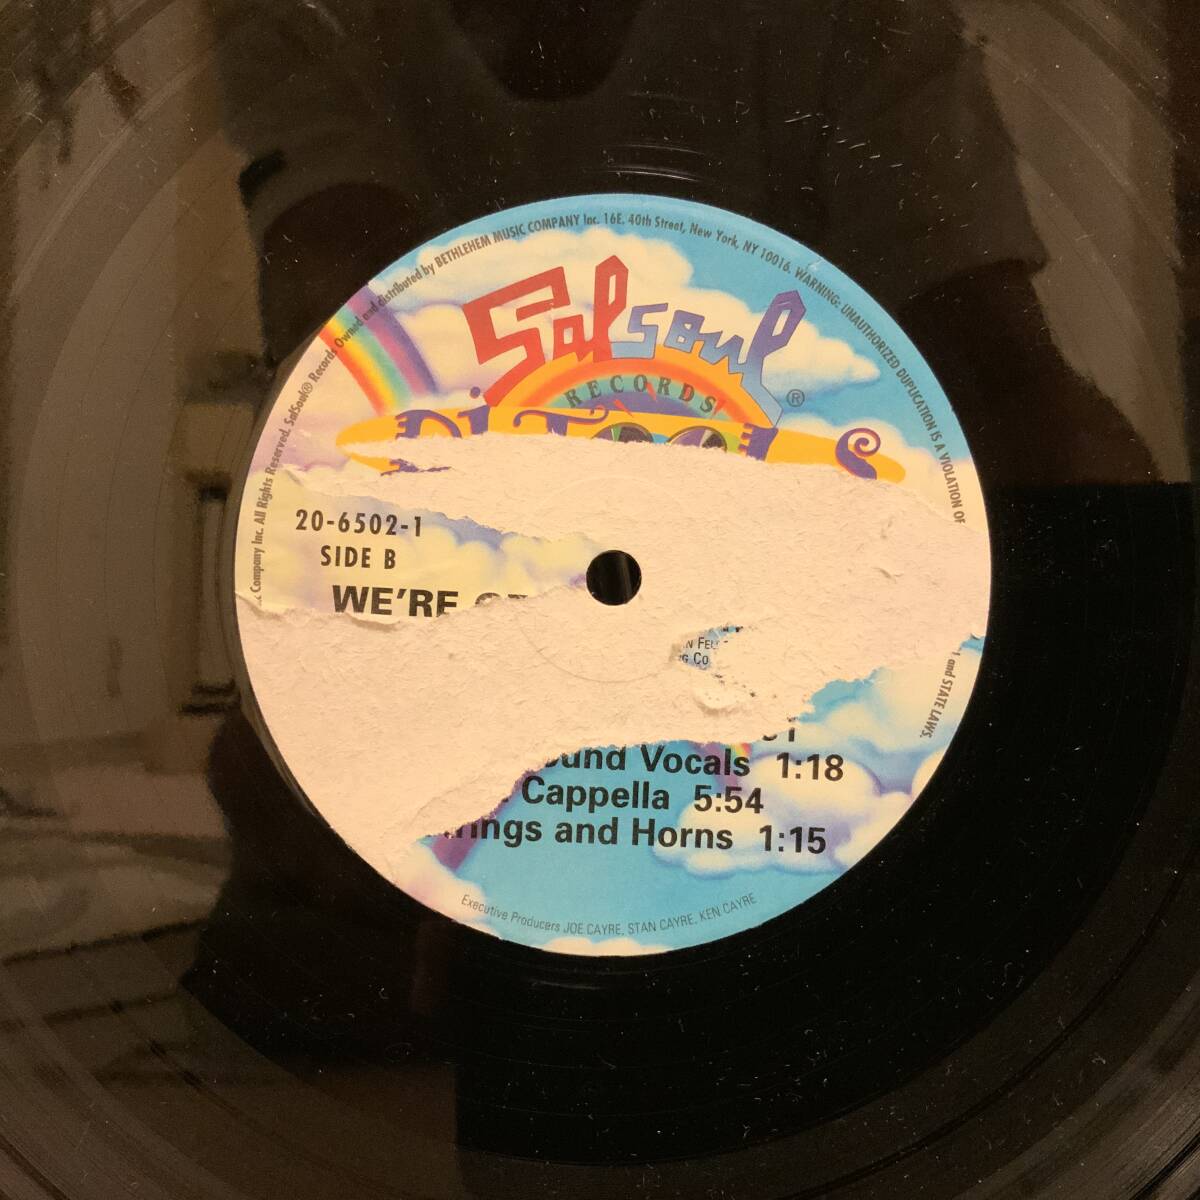 SalSoul® Records Owned and distributed by BETHLEHEM MUSIC COMPANY Inc. 16E. 40th Street, New York, NY 10016. WARNING: UNAUTHORIZED DUPLICATION IS A VIOLATION OF
and STATE LAWS.
Company Inc. All Rights Reserved.
Salsoul®
RECORDS
DJ TOOLS
20-6502-1
SIDE B
WE'RE
Co
Vocals 1:18
Cappella 5:54
and Horns 1:15
Executive Producers JOE CAYRE, STAN CAYRE, KEN CAYRE